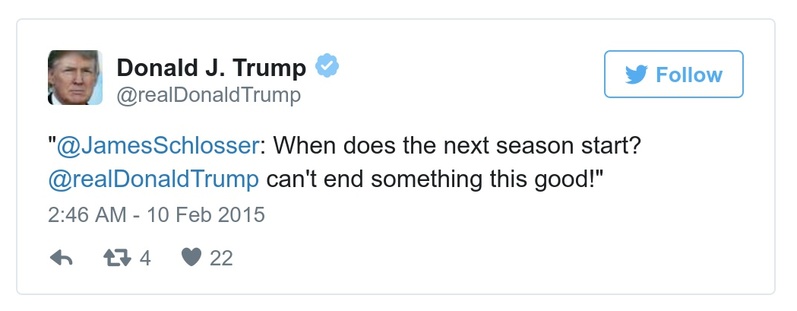 Donald J. Trump
@realDonaldTrump
Follow
"@JamesSchlosser: When does the next season start?
@realDonaldTrump can't end something this good!"
2:46 AM - 10 Feb 2015
4 22